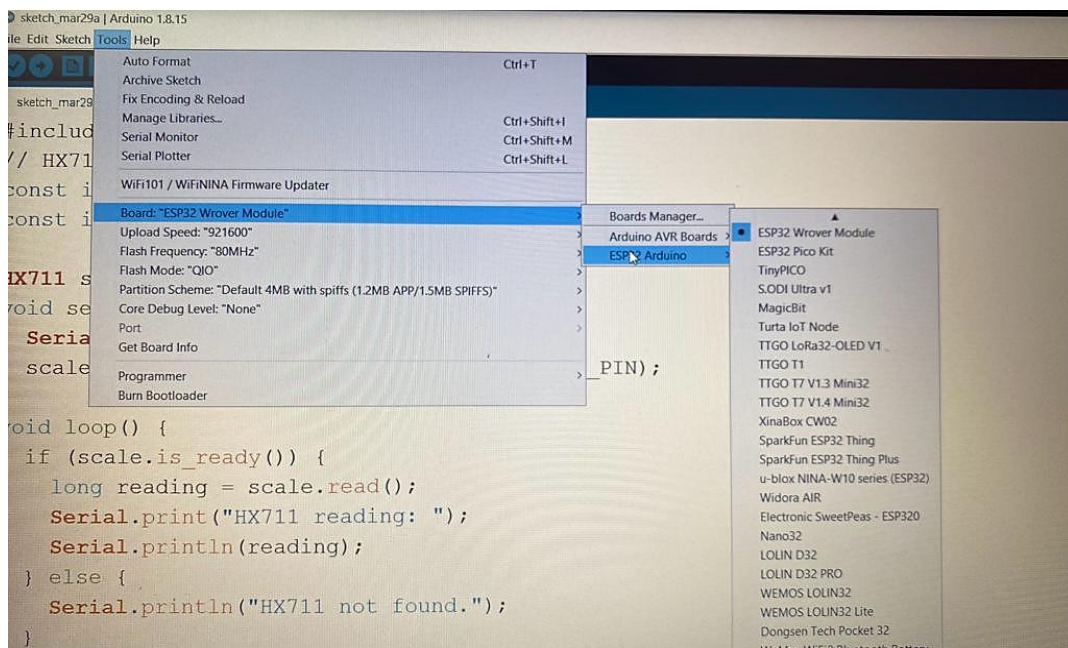 sketch_mar29a | Arduino 1.8.15
ile Edit Sketch Tools Help
Auto Format Ctrl+T
Archive Sketch
Fix Encoding & Reload
Manage Libraries... Ctrl+Shift+I
Serial Monitor Ctrl+Shift+M
Serial Plotter Ctrl+Shift+L
WiFi101 / WiFiNINA Firmware Updater
Board: "ESP32 Wrover Module"
Upload Speed: "921600"
Flash Frequency: "80MHz"
Flash Mode: "QIO"
Partition Scheme: "Default 4MB with spiffs (1.2MB APP/1.5MB SPIFFS)"
Core Debug Level: "None"
Port
Get Board Info
Programmer
Burn Bootloader
Boards Manager...
Arduino AVR Boards
ESP32 Arduino
ESP32 Wrover Module
ESP32 Pico Kit
TinyPICO
S.ODI Ultra v1
MagicBit
Turta IoT Node
TTGO LoRa32-OLED V1
TTGO T1
TTGO T7 V1.3 Mini32
TTGO T7 V1.4 Mini32
XinaBox CW02
SparkFun ESP32 Thing
SparkFun ESP32 Thing Plus
u-blox NINA-W10 series (ESP32)
Widora AIR
Electronic SweetPeas - ESP320
Nano32
LOLIN D32
LOLIN D32 PRO
WEMOS LOLIN32
WEMOS LOLIN32 Lite
Dongsen Tech Pocket 32
sketch_mar29
#includ
// HX71
const i
const i
HX711 s
void se
Seria
scale _PIN);
void loop() {
if (scale.is_ready()) {
long reading = scale.read();
Serial.print("HX711 reading: ");
Serial.println(reading);
} else {
Serial.println("HX711 not found.");
}